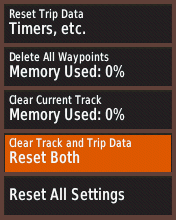 Reset Trip Data
Timers, etc.
Delete All Waypoints
Memory Used: 0%
Clear Current Track
Memory Used: 0%
Clear Track and Trip Data
Reset Both
Reset All Settings